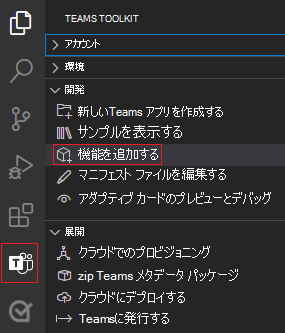 TEAMS TOOLKIT
アカウント
環境
開発
新しいTeams アプリを作成する
サンプルを表示する
機能を追加する
マニフェスト ファイルを編集する
アダプティブ カードのプレビューとデバッグ
展開
クラウドでのプロビジョニング
zip Teams メタデータ パッケージ
クラウドにデプロイする
Teamsに発行する